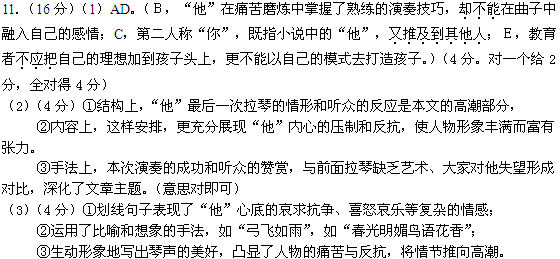 11.（16分）（1）AD。（B，“他”在痛苦磨炼中掌握了熟练的演奏技巧，却不能在曲子中
融入自己的感情；C，第二人称“你”，既指小说中的“他”，又推及到其他人；E，教育
者不应把自己的理想加到孩子头上，更不能以自己的模式去打造孩子。）（4分。对一个给2
分，全对得4分）
（2）（4分）①结构上，“他”最后一次拉琴的情形和听众的反应是本文的高潮部分，
②内容上，这样安排，更充分展现“他”内心的压制和反抗，使人物形象丰满而富有
张力。
③手法上，本次演奏的成功和听众的赞赏，与前面拉琴缺乏艺术、大家对他失望形成
对比，深化了文章主题。（意思对即可）
（3）（4分）①划线句子表现了“他”心底的哀求抗争、喜怒哀乐等复杂的情感；
②运用了比喻和想象的手法，如“弓飞如雨”，如“春光明媚鸟语花香”；
③生动形象地写出琴声的美好，凸显了人物的痛苦与反抗，将情节推向高潮。